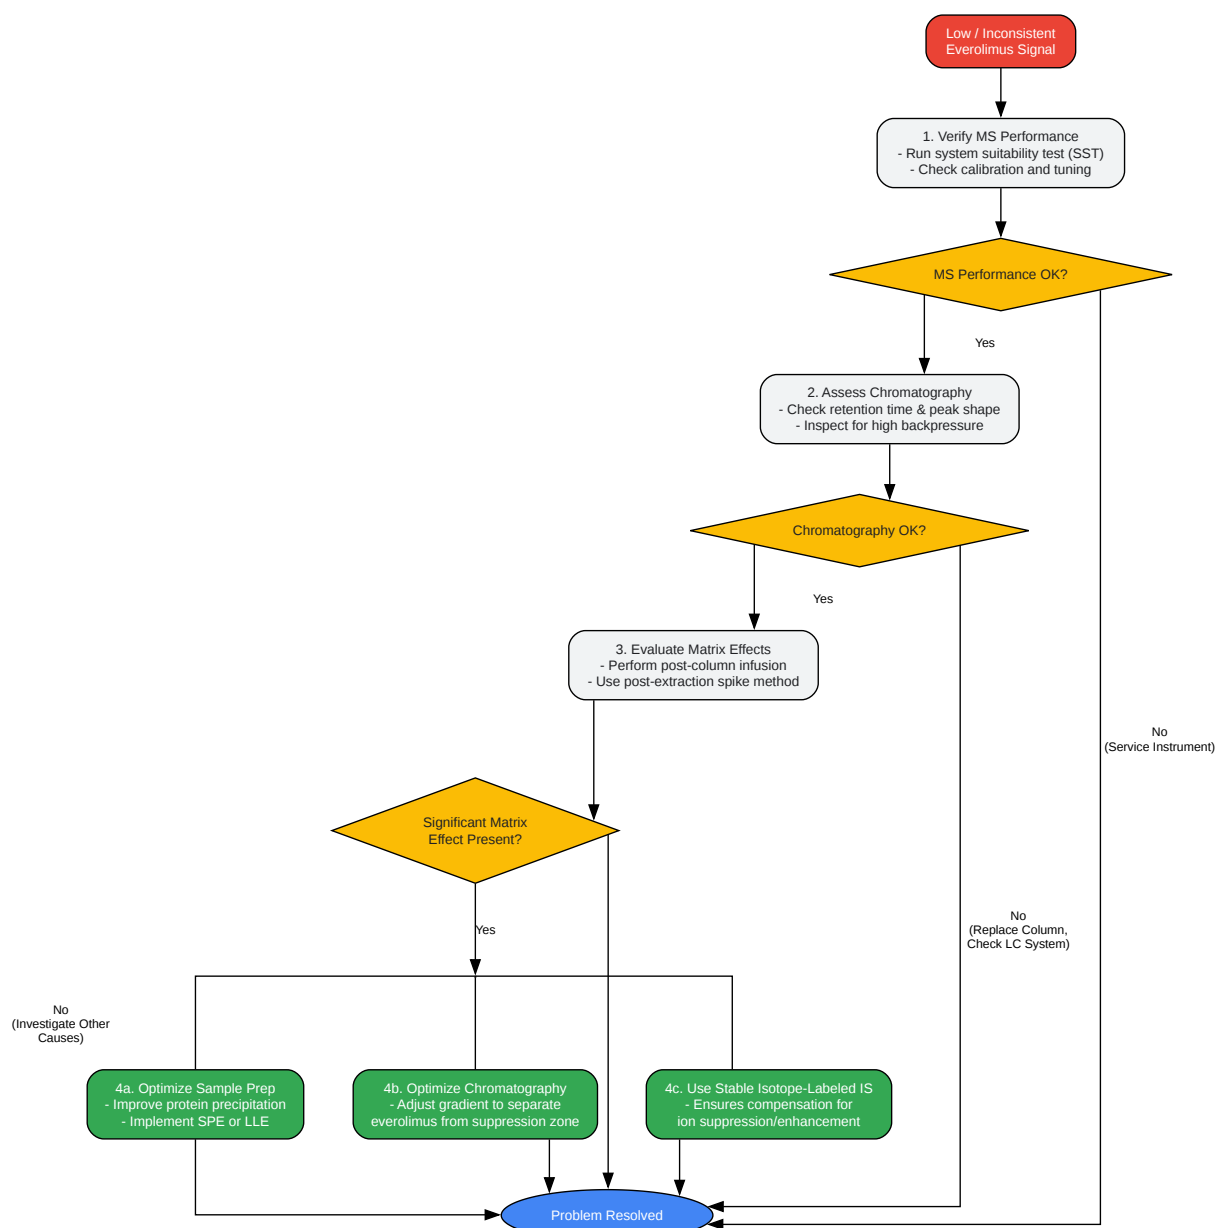 Low / Inconsistent
Everolimus Signal
1. Verify MS Performance
- Run system suitability test (SST)
- Check calibration and tuning
MS Performance OK?
Yes
2. Assess Chromatography
- Check retention time & peak shape
- Inspect for high backpressure
Chromatography OK?
Yes
3. Evaluate Matrix Effects
- Perform post-column infusion
- Use post-extraction spike method
No
(Service Instrument)
Significant Matrix
Effect Present?
Yes
No
(Replace Column,
Check LC System)
No
(Investigate Other
Causes)
4a. Optimize Sample Prep
- Improve protein precipitation
- Implement SPE or LLE
4b. Optimize Chromatography
- Adjust gradient to separate
everolimus from suppression zone
4c. Use Stable Isotope-Labeled IS
- Ensures compensation for
ion suppression/enhancement
Problem Resolved